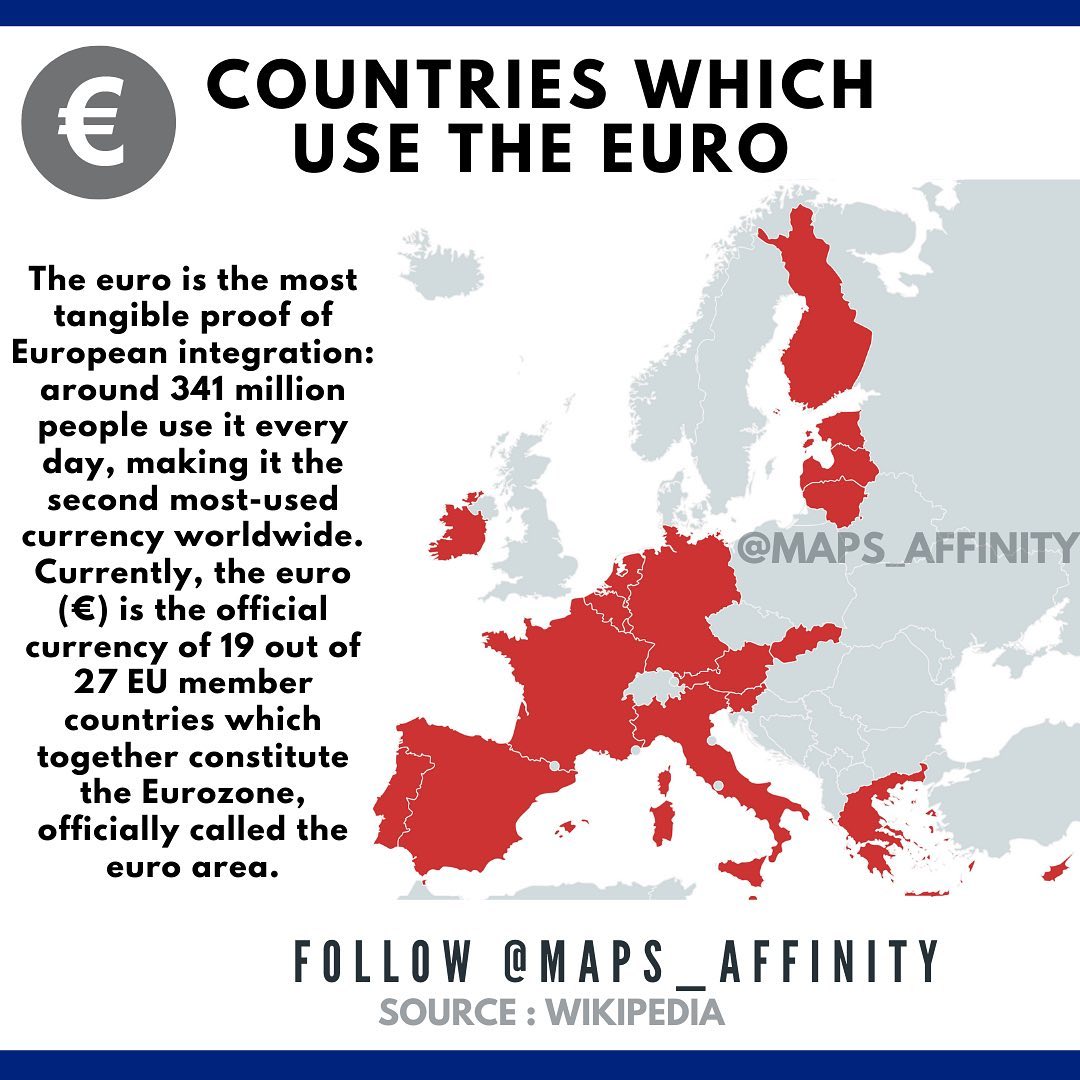 €
COUNTRIES WHICH
USE THE EURO
The euro is the most
tangible proof of
European integration:
around 341 million
people use it every
day, making it the
second most-used
currency worldwide.
Currently, the euro
(€) is the official
currency of 19 out of
27 EU member
countries which
together constitute
the Eurozone,
officially called the
euro area.
@MAPS_AFFINITY
FOLLOW @MAPS_AFFINITY
SOURCE : WIKIPEDIA